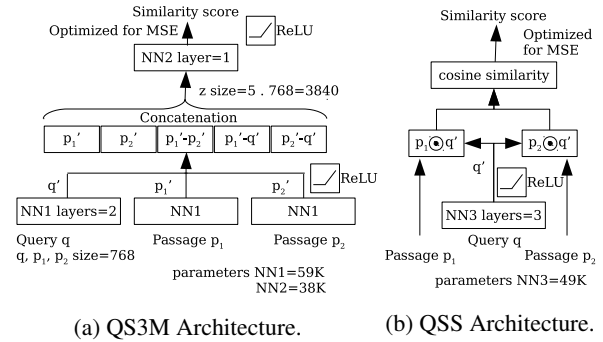 Similarity score
Optimized for MSE
ReLU
NN2 layer=1
z size=5 . 768=3840
Concatenation
p₁’ p₂’ p₁’-p₂’ p₁’-q’ p₂’-q’
q’ p₁’ p₂’ ReLU
NN1 layers=2 NN1 NN1
Query q Passage p₁ Passage p₂
q, p₁, p₂ size=768
parameters NN1=59K
NN2=38K
(a) QS3M Architecture.
Similarity score
Optimized
for MSE
cosine similarity
p₁⊙q’ p₂⊙q’
q’
ReLU
NN3 layers=3
Query q
Passage p₁ Passage p₂
parameters NN3=49K
(b) QSS Architecture.